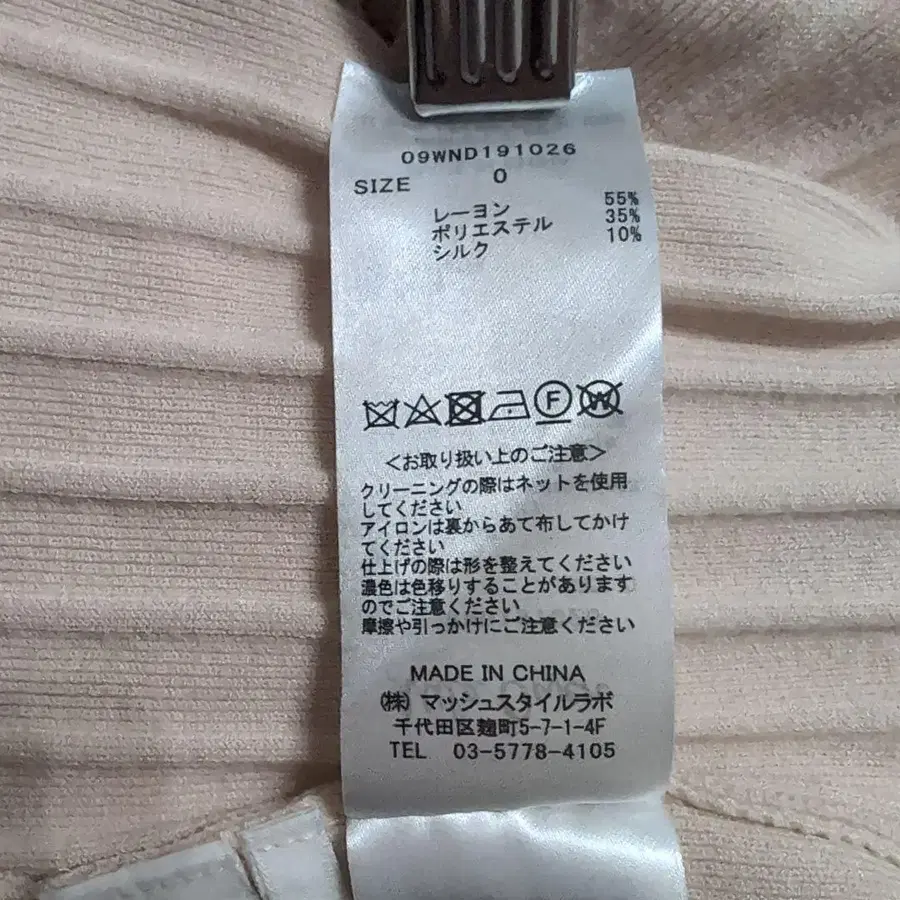 09WND191026
SIZE 0
レーヨン 55%
ポリエステル 35%
シルク 10%
F W
<お取り扱い上のご注意>
クリーニングの際はネットを使用
してください
アイロンは裏からあて布してかけ
てください
仕上げの際は形を整えてください
濃色は色移りすることがあります
のでご注意ください
摩擦や引っかけにご注意ください
MADE IN CHINA
㈱ マッシュスタイルラボ
千代田区麹町5-7-1-4F
TEL 03-5778-4105